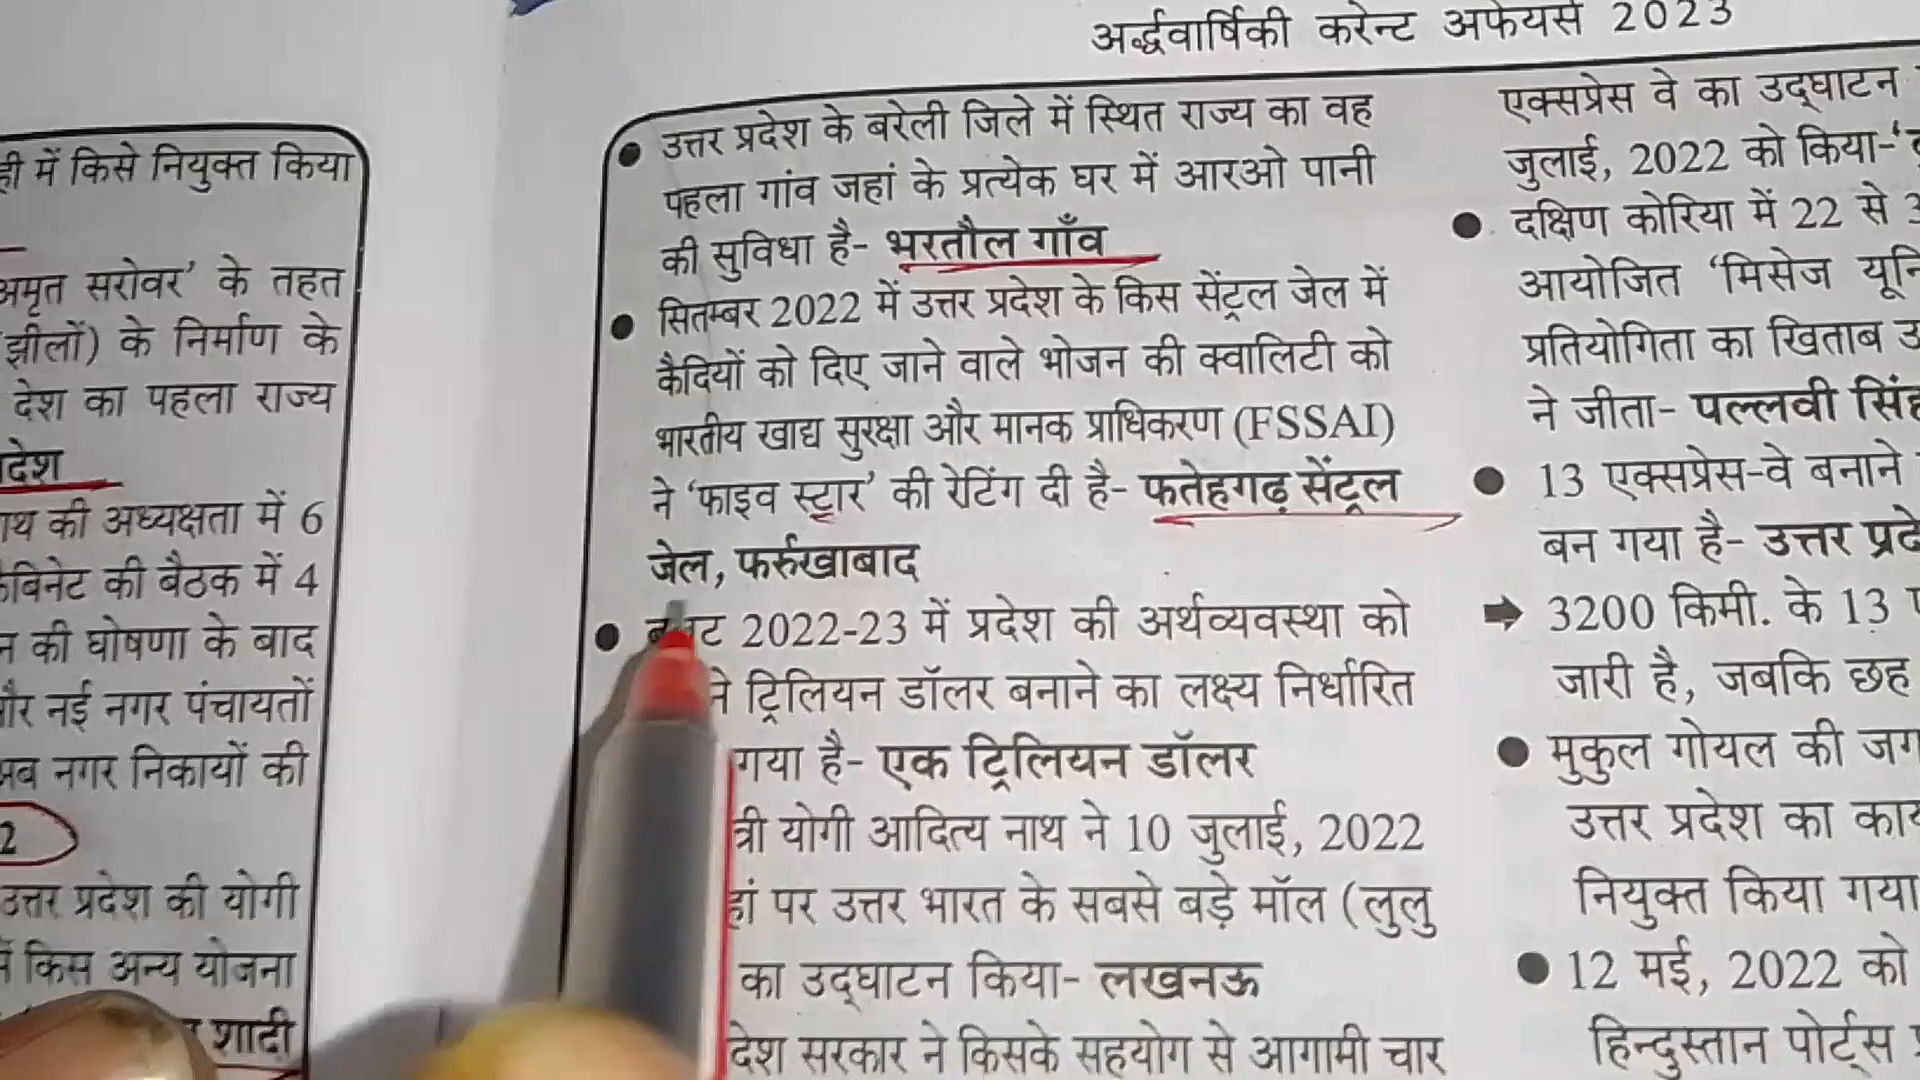 अर्द्धवार्षिकी करेन्ट अफेयर्स 2023
ही में किसे नियुक्त किया
अमृत सरोवर’ के तहत
झीलों) के निर्माण के
देश का पहला राज्य
देश
की अध्यक्षता में 6
की बैठक में 4
की घोषणा के बाद
नई नगर पंचायतों
नगर निकायों की
2
उत्तर प्रदेश की योगी
किस अन्य योजना
शादी
● उत्तर प्रदेश के बरेली जिले में स्थित राज्य का वह
पहला गांव जहां के प्रत्येक घर में आरओ पानी
की सुविधा है- भरतौल गाँव
● सितम्बर 2022 में उत्तर प्रदेश के किस सेंट्रल जेल में
कैदियों को दिए जाने वाले भोजन की क्वालिटी को
भारतीय खाद्य सुरक्षा और मानक प्राधिकरण (FSSAI)
ने ‘फाइव स्टार’ की रेटिंग दी है- फतेहगढ़ सेंट्रल
जेल, फर्रुखाबाद
● 2022-23 में प्रदेश की अर्थव्यवस्था को
ट्रिलियन डॉलर बनाने का लक्ष्य निर्धारित
गया है- एक ट्रिलियन डॉलर
योगी आदित्य नाथ ने 10 जुलाई, 2022
पर उत्तर भारत के सबसे बड़े मॉल (लुलु
का उद्घाटन किया- लखनऊ
सरकार ने किसके सहयोग से आगामी चार
एक्सप्रेस वे का उद्घाटन
जुलाई, 2022 को किया-
● दक्षिण कोरिया में 22 से
आयोजित ‘मिसेज
प्रतियोगिता का खिताब
ने जीता- पल्लवी सिंह
● 13 एक्सप्रेस-वे बनाने
बन गया है- उत्तर
➡ 3200 किमी. के 13
जारी है, जबकि छह
● मुकुल गोयल की
उत्तर प्रदेश का
नियुक्त किया गया
● 12 मई, 2022 को
हिन्दुस्तान पोर्ट्स